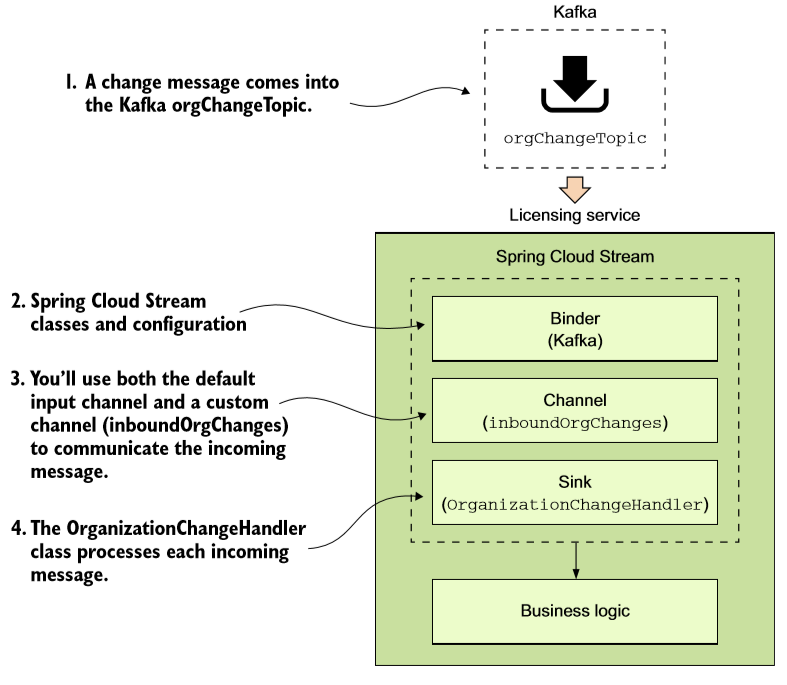 Kafka
1. A change message comes into
the Kafka orgChangeTopic.
orgChangeTopic
Licensing service
Spring Cloud Stream
2. Spring Cloud Stream
classes and configuration
Binder
(Kafka)
3. You'll use both the default
input channel and a custom
channel (inboundOrgChanges)
to communicate the incoming
message.
Channel
(inboundOrgChanges)
Sink
(OrganizationChangeHandler)
4. The OrganizationChangeHandler
class processes each incoming
message.
Business logic